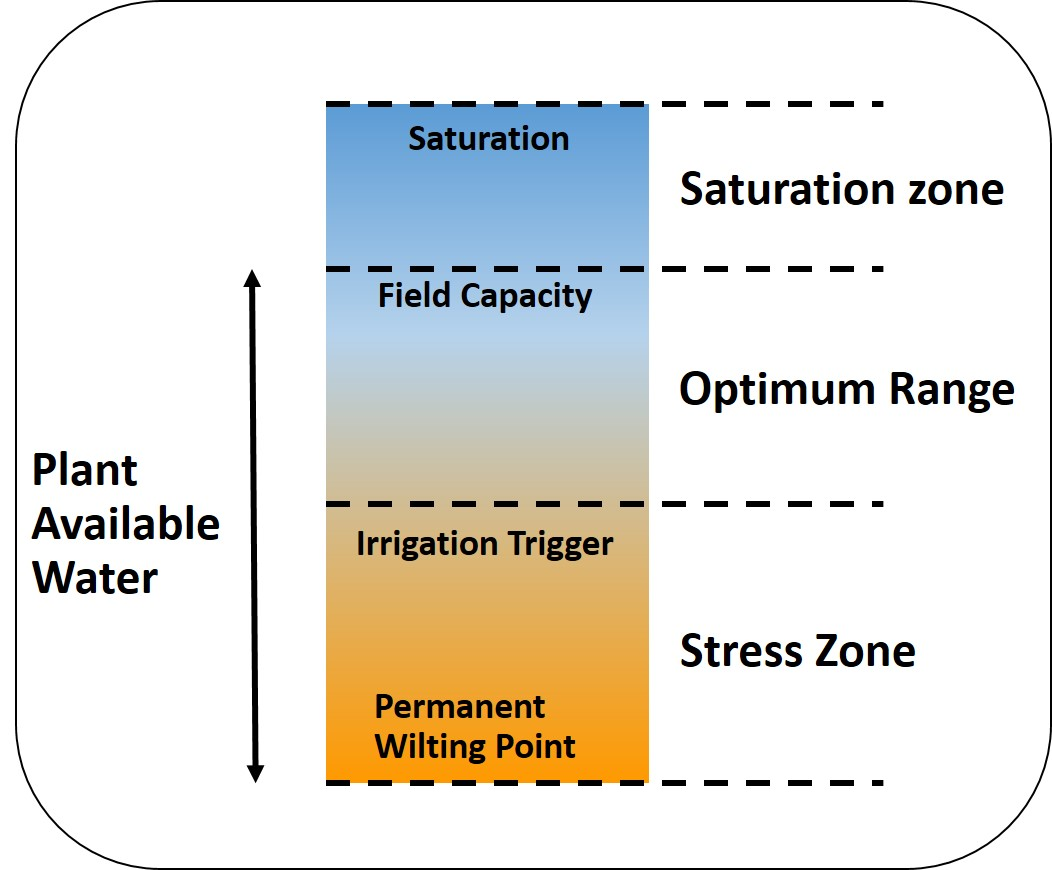 Saturation
Saturation zone
Field Capacity
Optimum Range
Plant
Available
Water
Irrigation Trigger
Stress Zone
Permanent
Wilting Point